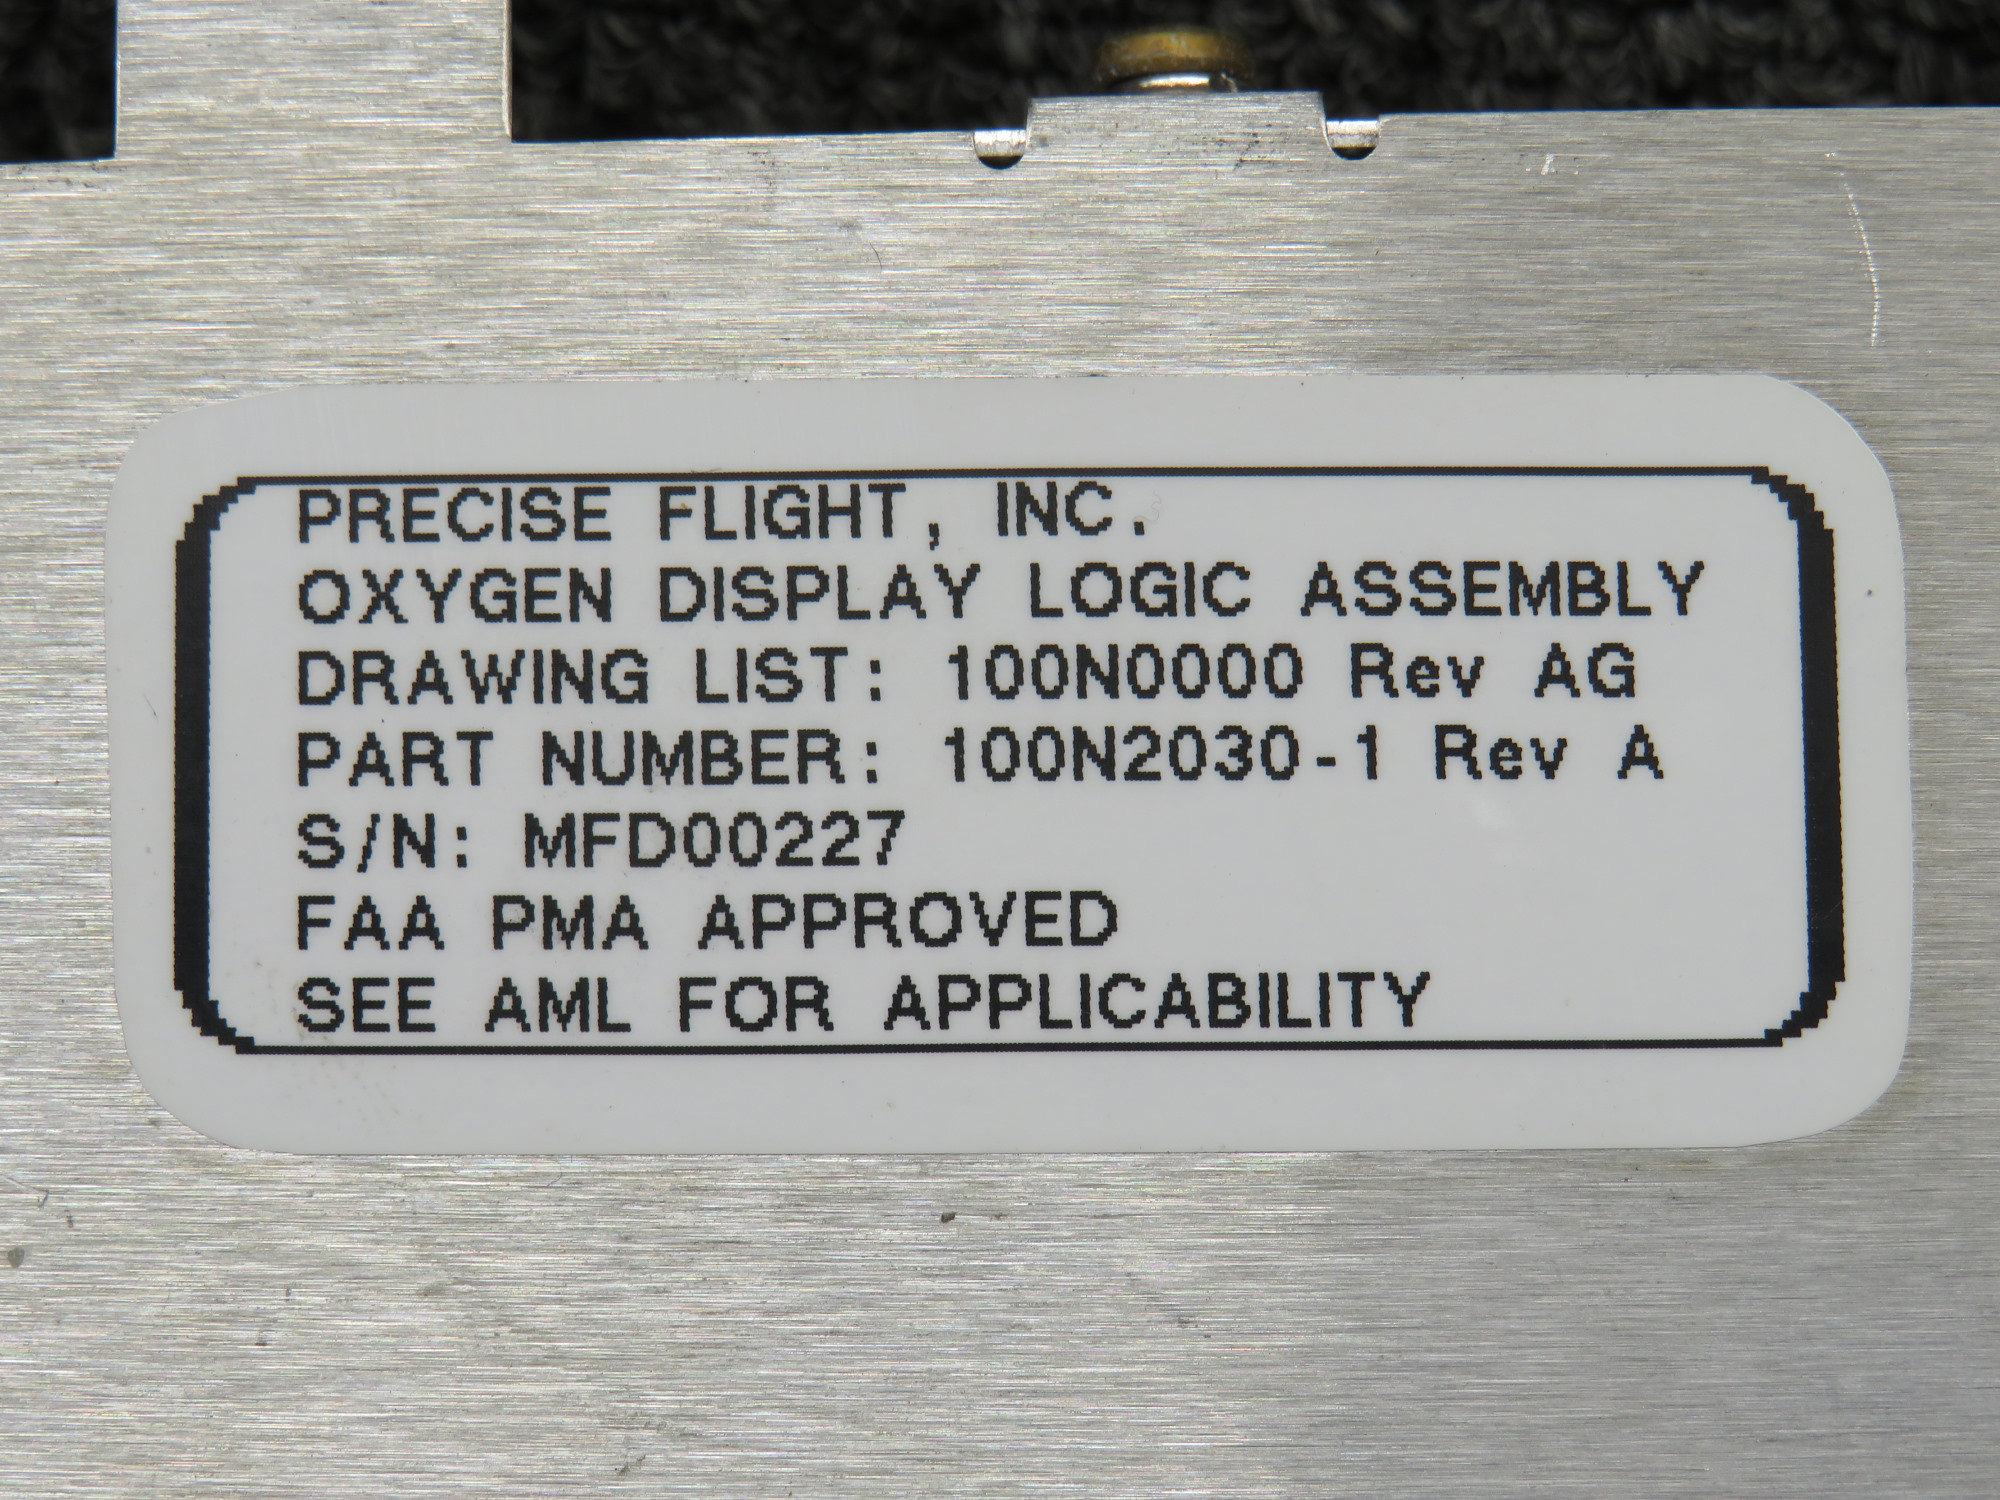 PRECISE FLIGHT, INC.
OXYGEN DISPLAY LOGIC ASSEMBLY
DRAWING LIST: 100N0000 Rev AG
PART NUMBER: 100N2030-1 Rev A
S/N: MFD00227
FAA PMA APPROVED
SEE AML FOR APPLICABILITY